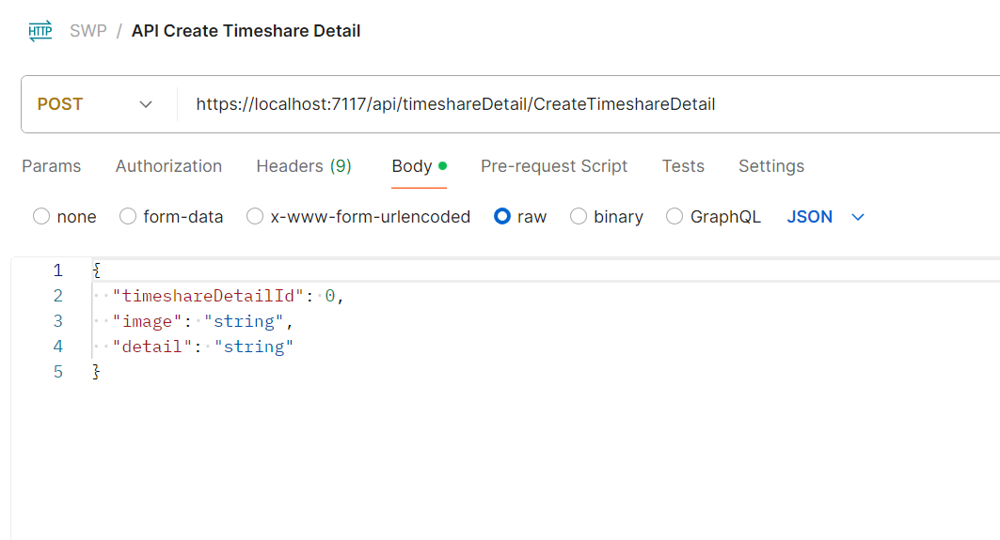 HTTP SWP / API Create Timeshare Detail
POST https://localhost:7117/api/timeshareDetail/CreateTimeshareDetail
Params Authorization Headers (9) Body Pre-request Script Tests Settings
none form-data x-www-form-urlencoded raw binary GraphQL JSON
1 {
2 "timeshareDetailId": 0,
3 "image": "string",
4 "detail": "string"
5 }